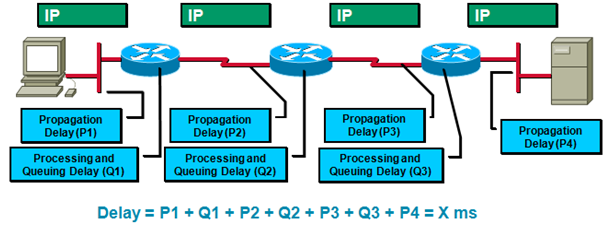 IP
IP
IP
IP
Propagation
Delay (P1)
Processing and
Queuing Delay (Q1)
Propagation
Delay (P2)
Processing and
Queuing Delay (Q2)
Propagation
Delay (P3)
Processing and
Queuing Delay (Q3)
Propagation
Delay (P4)
Delay = P1 + Q1 + P2 + Q2 + P3 + Q3 + P4 = X ms